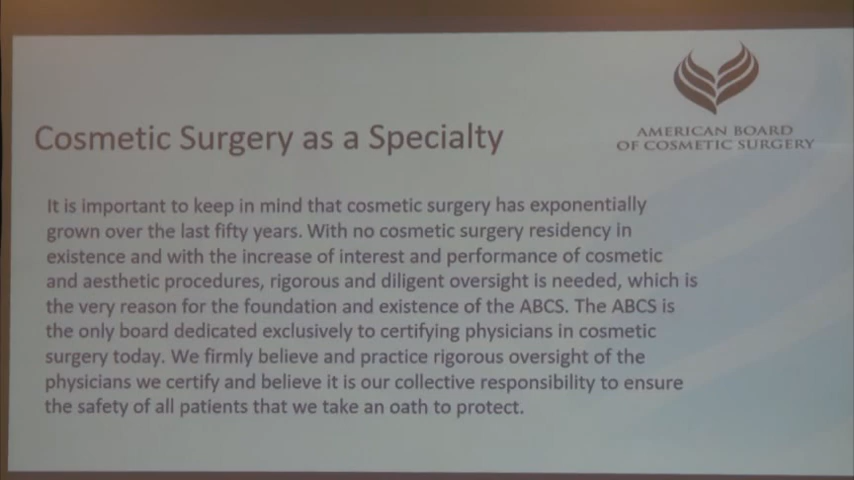 AMERICAN BOARD
OF COSMETIC SURGERY
Cosmetic Surgery as a Specialty
It is important to keep in mind that cosmetic surgery has exponentially
grown over the last fifty years. With no cosmetic surgery residency in
existence and with the increase of interest and performance of cosmetic
and aesthetic procedures, rigorous and diligent oversight is needed, which is
the very reason for the foundation and existence of the ABCS. The ABCS is
the only board dedicated exclusively to certifying physicians in cosmetic
surgery today. We firmly believe and practice rigorous oversight of the
physicians we certify and believe it is our collective responsibility to ensure
the safety of all patients that we take an oath to protect.